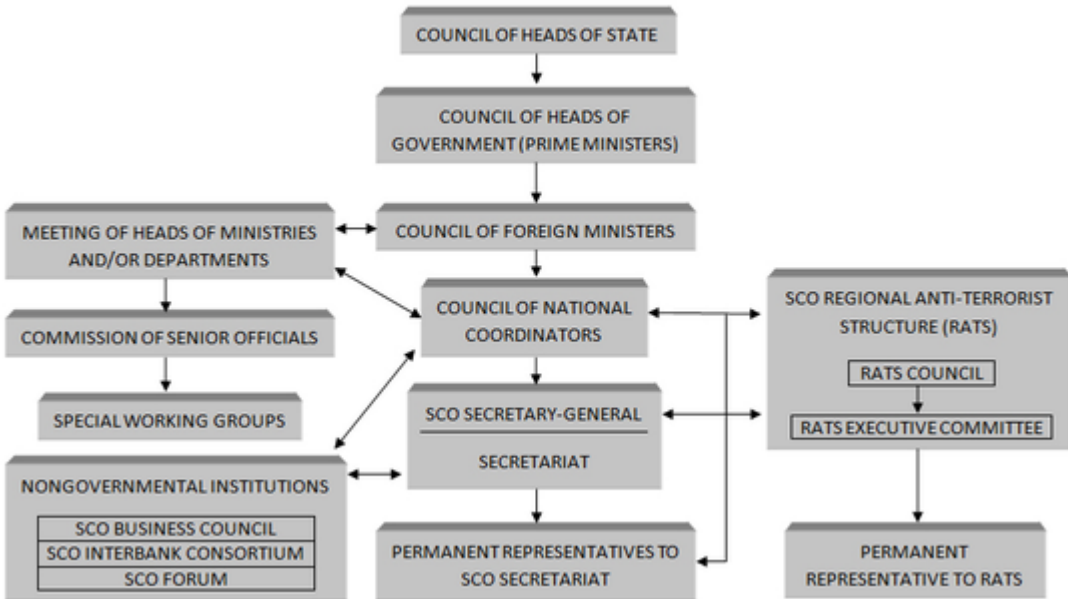 COUNCIL OF HEADS OF STATE
COUNCIL OF HEADS OF
GOVERNMENT (PRIME MINISTERS)
MEETING OF HEADS OF MINISTRIES
AND/OR DEPARTMENTS
COUNCIL OF FOREIGN MINISTERS
COMMISSION OF SENIOR OFFICIALS
COUNCIL OF NATIONAL
COORDINATORS
SCO REGIONAL ANTI-TERRORIST
STRUCTURE (RATS)
RATS COUNCIL
RATS EXECUTIVE COMMITTEE
SPECIAL WORKING GROUPS
SCO SECRETARY-GENERAL
SECRETARIAT
NONGOVERNMENTAL INSTITUTIONS
SCO BUSINESS COUNCIL
SCO INTERBANK CONSORTIUM
SCO FORUM
PERMANENT REPRESENTATIVES TO
SCO SECRETARIAT
PERMANENT
REPRESENTATIVE TO RATS